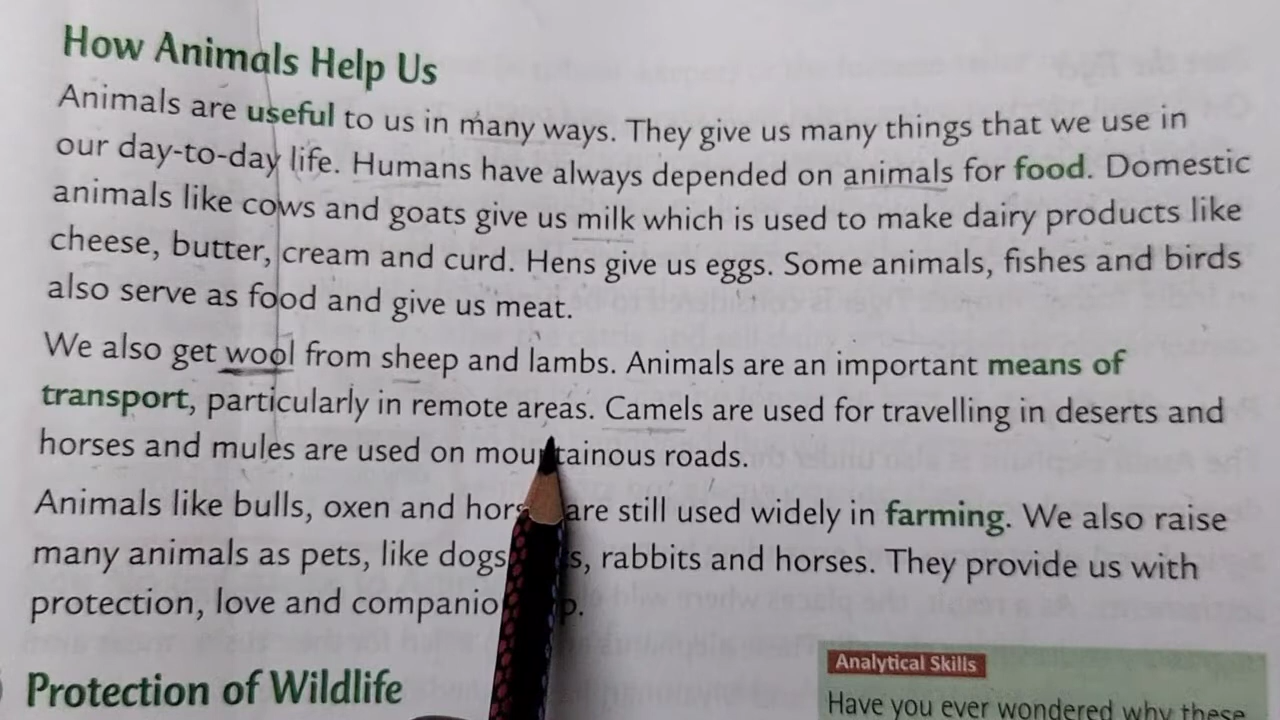 How Animals Help Us
Animals are useful to us in many ways. They give us many things that we use in
our day-to-day life. Humans have always depended on animals for food. Domestic
animals like cows and goats give us milk which is used to make dairy products like
cheese, butter, cream and curd. Hens give us eggs. Some animals, fishes and birds
also serve as food and give us meat.
We also get wool from sheep and lambs. Animals are an important means of
transport, particularly in remote areas. Camels are used for travelling in deserts and
horses and mules are used on mountainous roads.
Animals like bulls, oxen and are still used widely in farming. We also raise
many animals as pets, like dogs, rabbits and horses. They provide us with
protection, love and
Protection of Wildlife
Analytical Skills
Have you ever wondered why these